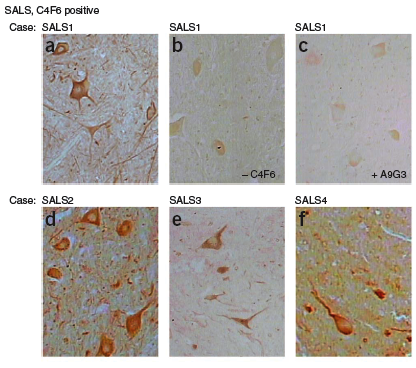 SALS, C4F6 positive
Case: SALS1 SALS1 SALS1
a b c
– C4F6 + A9G3
Case: SALS2 SALS3 SALS4
d e f